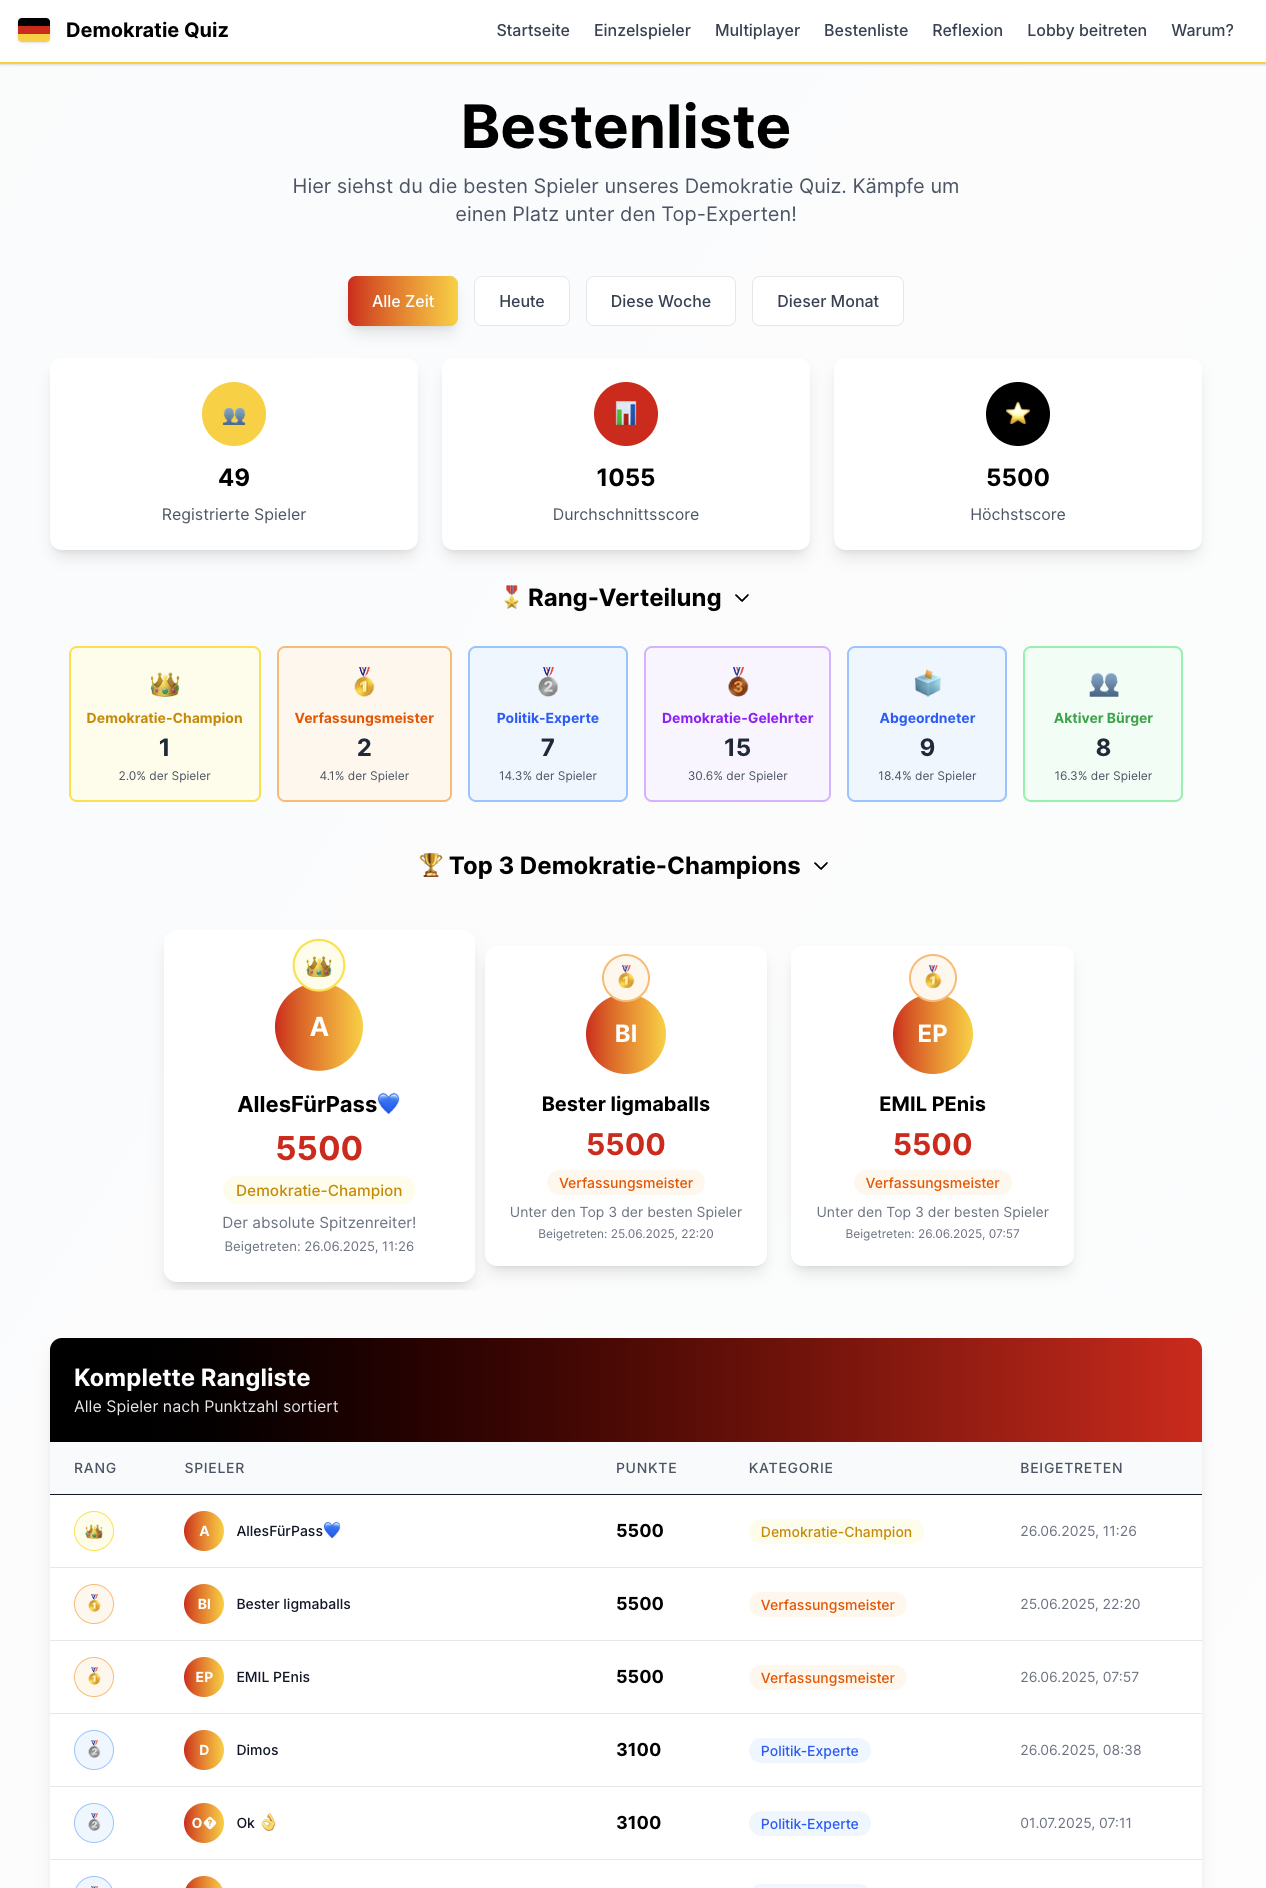 Demokratie Quiz
Startseite Einzelspieler Multiplayer Bestenliste Reflexion Lobby beitreten Warum?
Bestenliste
Hier siehst du die besten Spieler unseres Demokratie Quiz. Kämpfe um
einen Platz unter den Top-Experten!
Alle Zeit Heute Diese Woche Dieser Monat
49
Registrierte Spieler
1055
Durchschnittsscore
5500
Höchstscore
🎖️ Rang-Verteilung
👑
Demokratie-Champion
1
2.0% der Spieler
🥇
Verfassungsmeister
2
4.1% der Spieler
🥈
Politik-Experte
7
14.3% der Spieler
🥉
Demokratie-Gelehrter
15
30.6% der Spieler
🗳️
Abgeordneter
9
18.4% der Spieler
👥
Aktiver Bürger
8
16.3% der Spieler
🏆 Top 3 Demokratie-Champions
A
AllesFürPass💙
5500
Demokratie-Champion
Der absolute Spitzenreiter!
Beigetreten: 26.06.2025, 11:26
Bl
Bester ligmaballs
5500
Verfassungsmeister
Unter den Top 3 der besten Spieler
Beigetreten: 25.06.2025, 22:20
EP
EMIL PEnis
5500
Verfassungsmeister
Unter den Top 3 der besten Spieler
Beigetreten: 26.06.2025, 07:57
Komplette Rangliste
Alle Spieler nach Punktzahl sortiert
RANG SPIELER PUNKTE KATEGORIE BEIGETRETEN
👑 A AllesFürPass💙 5500 Demokratie-Champion 26.06.2025, 11:26
🥇 Bl Bester ligmaballs 5500 Verfassungsmeister 25.06.2025, 22:20
🥇 EP EMIL PEnis 5500 Verfassungsmeister 26.06.2025, 07:57
🥈 D Dimos 3100 Politik-Experte 26.06.2025, 08:38
🥈 O� Ok 👌 3100 Politik-Experte 01.07.2025, 07:11